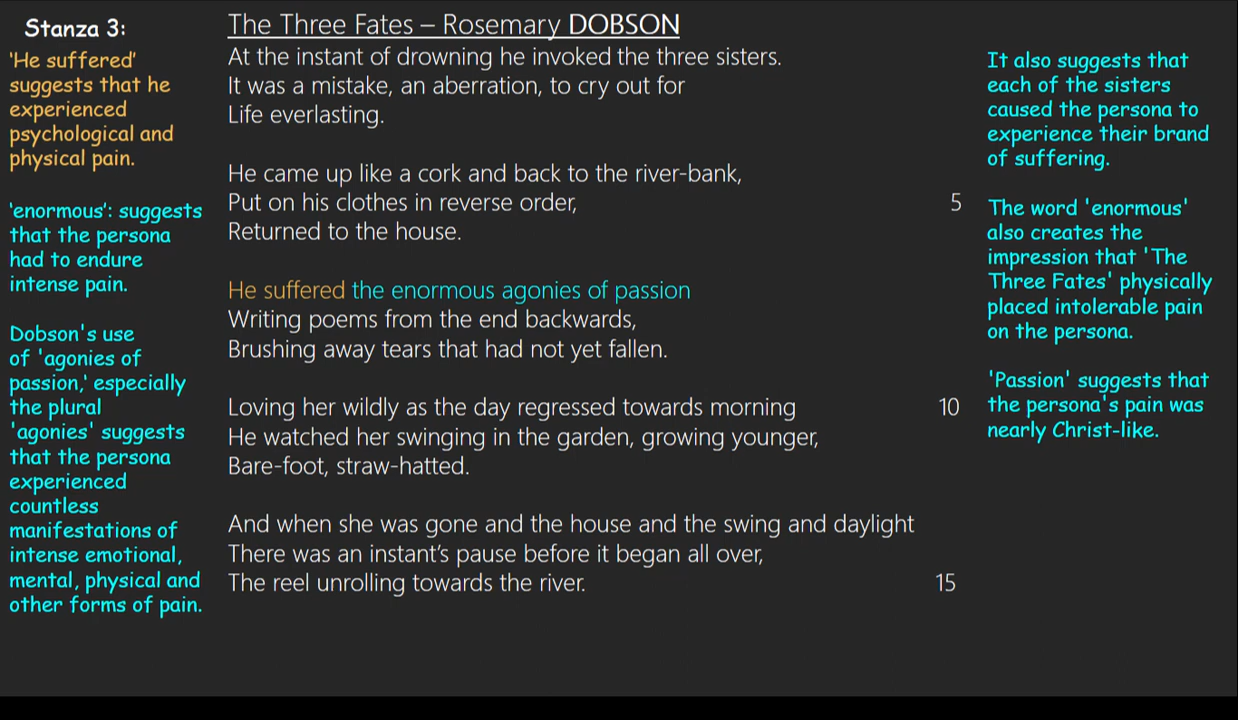 Stanza 3:
'He suffered'
suggests that he
experienced
psychological and
physical pain.
'enormous': suggests
that the persona
had to endure
intense pain.
Dobson's use
of 'agonies of
passion,' especially
the plural
'agonies' suggests
that the persona
experienced
countless
manifestations of
intense emotional,
mental, physical and
other forms of pain.
The Three Fates – Rosemary DOBSON
At the instant of drowning he invoked the three sisters.
It was a mistake, an aberration, to cry out for
Life everlasting.
He came up like a cork and back to the river-bank,
Put on his clothes in reverse order, 5
Returned to the house.
He suffered the enormous agonies of passion
Writing poems from the end backwards,
Brushing away tears that had not yet fallen.
Loving her wildly as the day regressed towards morning 10
He watched her swinging in the garden, growing younger,
Bare-foot, straw-hatted.
And when she was gone and the house and the swing and daylight
There was an instant's pause before it began all over,
The reel unrolling towards the river. 15
It also suggests that
each of the sisters
caused the persona to
experience their brand
of suffering.
The word 'enormous'
also creates the
impression that 'The
Three Fates' physically
placed intolerable pain
on the persona.
'Passion' suggests that
the persona's pain was
nearly Christ-like.